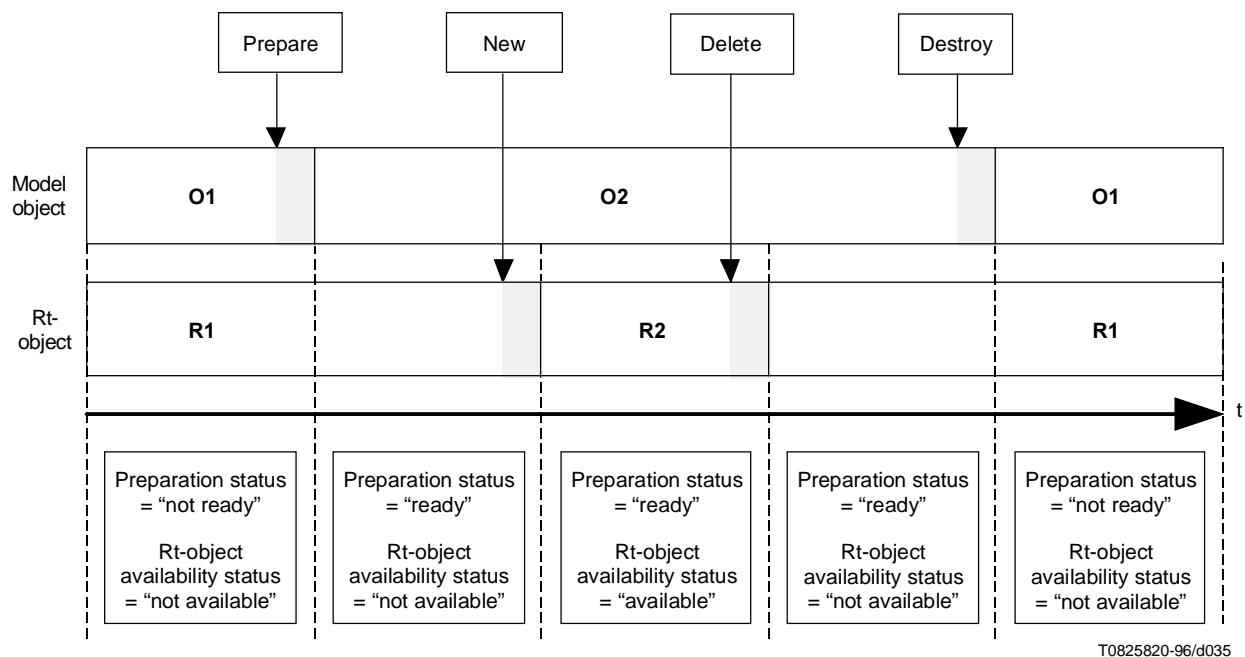 Prepare
New
Delete
Destroy
Model
object
O1
O2
O1
Rt-
object
R1
R2
R1
t
Preparation status
= “not ready”
Rt-object
availability status
= “not available”
Preparation status
= “ready”
Rt-object
availability status
= “not available”
Preparation status
= “ready”
Rt-object
availability status
= “available”
Preparation status
= “ready”
Rt-object
availability status
= “not available”
Preparation status
= “not ready”
Rt-object
availability status
= “not available”
T0825820-96/d035